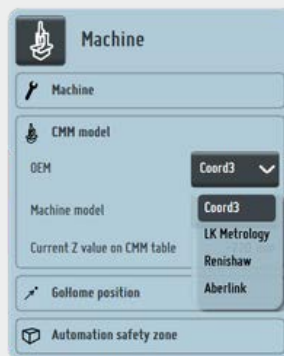 Machine
Machine
CMM model
OEM
Coord3
Machine model
Coord3
LK Metrology
Current Z value on CMM table
Renishaw
Aberlink
GoHome position
Automation safety zone